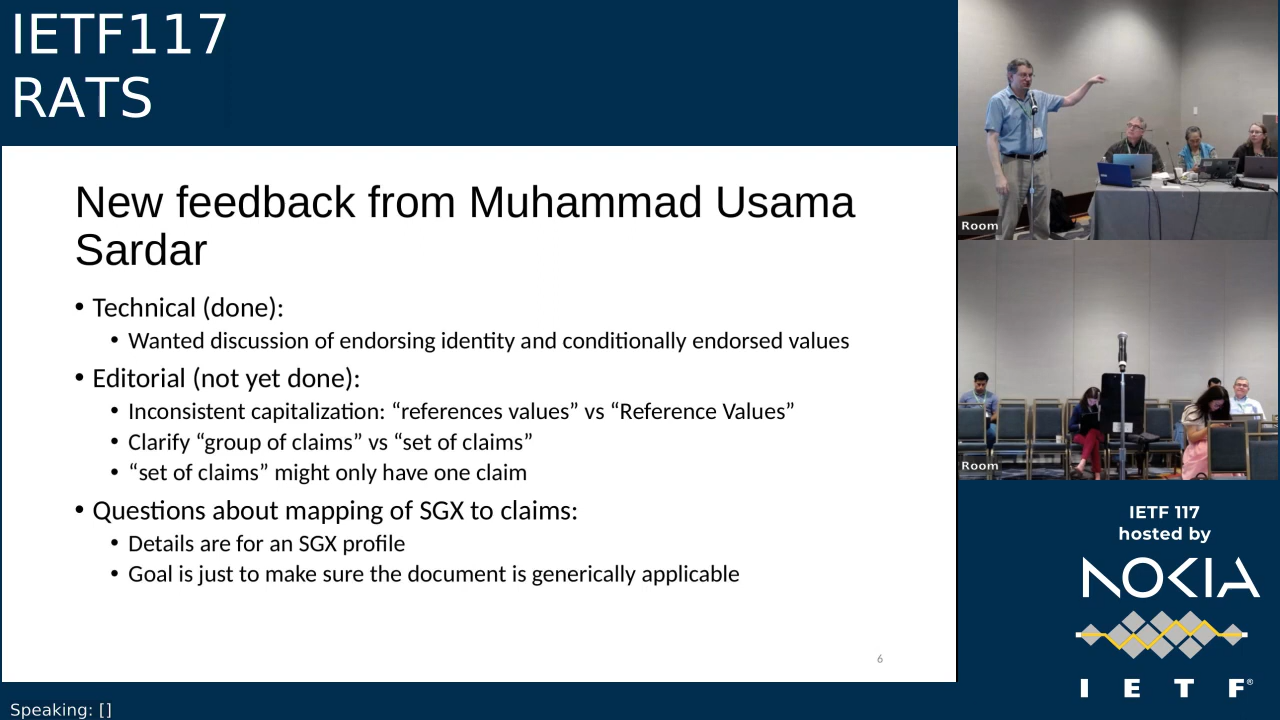 IETF117
RATS
New feedback from Muhammad Usama
Sardar
• Technical (done):
• Wanted discussion of endorsing identity and conditionally endorsed values
• Editorial (not yet done):
• Inconsistent capitalization: “references values” vs “Reference Values”
• Clarify “group of claims” vs “set of claims”
• “set of claims” might only have one claim
• Questions about mapping of SGX to claims:
• Details are for an SGX profile
• Goal is just to make sure the document is generically applicable
6
Speaking: []
Room
Room
IETF 117
hosted by
NOKIA
I E T F®